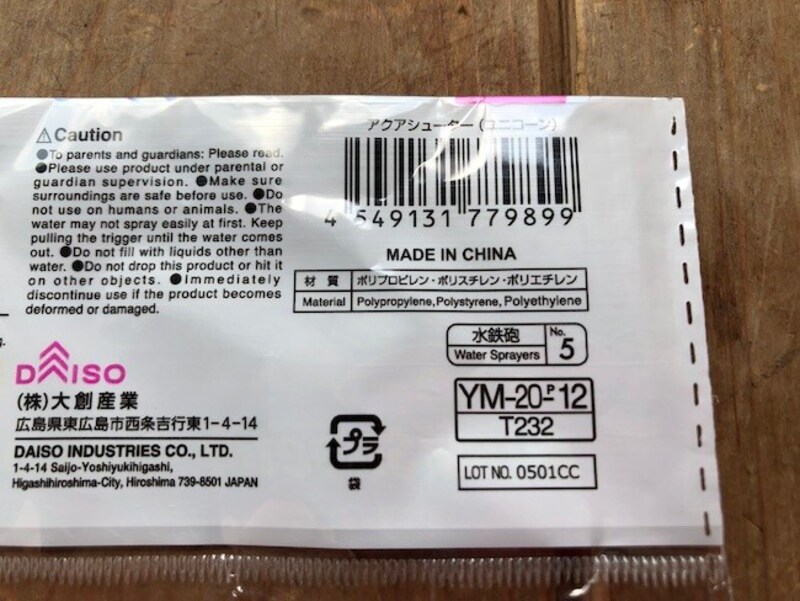 ⚠Caution
●To parents and guardians: Please read.
●Please use product under parental or
guardian supervision. ●Make sure
surroundings are safe before use. ●Do
not use on humans or animals. ●The
water may not spray easily at first. Keep
pulling the trigger until the water comes
out. ●Do not fill with liquids other than
water. ●Do not drop this product or hit it
on other objects. ●Immediately
discontinue use if the product becomes
deformed or damaged.
DAISO
(株)大創産業
広島県東広島市西条吉行東1-4-14
DAISO INDUSTRIES CO., LTD.
1-4-14 Saijo-Yoshiyukihigashi,
Higashihiroshima-City, Hiroshima 739-8501 JAPAN
アクアシューター(ユニコーン)
4 549131 779899
MADE IN CHINA
材質 ポリプロピレン・ポリスチレン・ポリエチレン
Material Polypropylene,Polystyrene, Polyethylene
水鉄砲 No.
Water Sprayers 5
YM-20-P-12
T232
プラ
袋
LOT NO. 0501CC